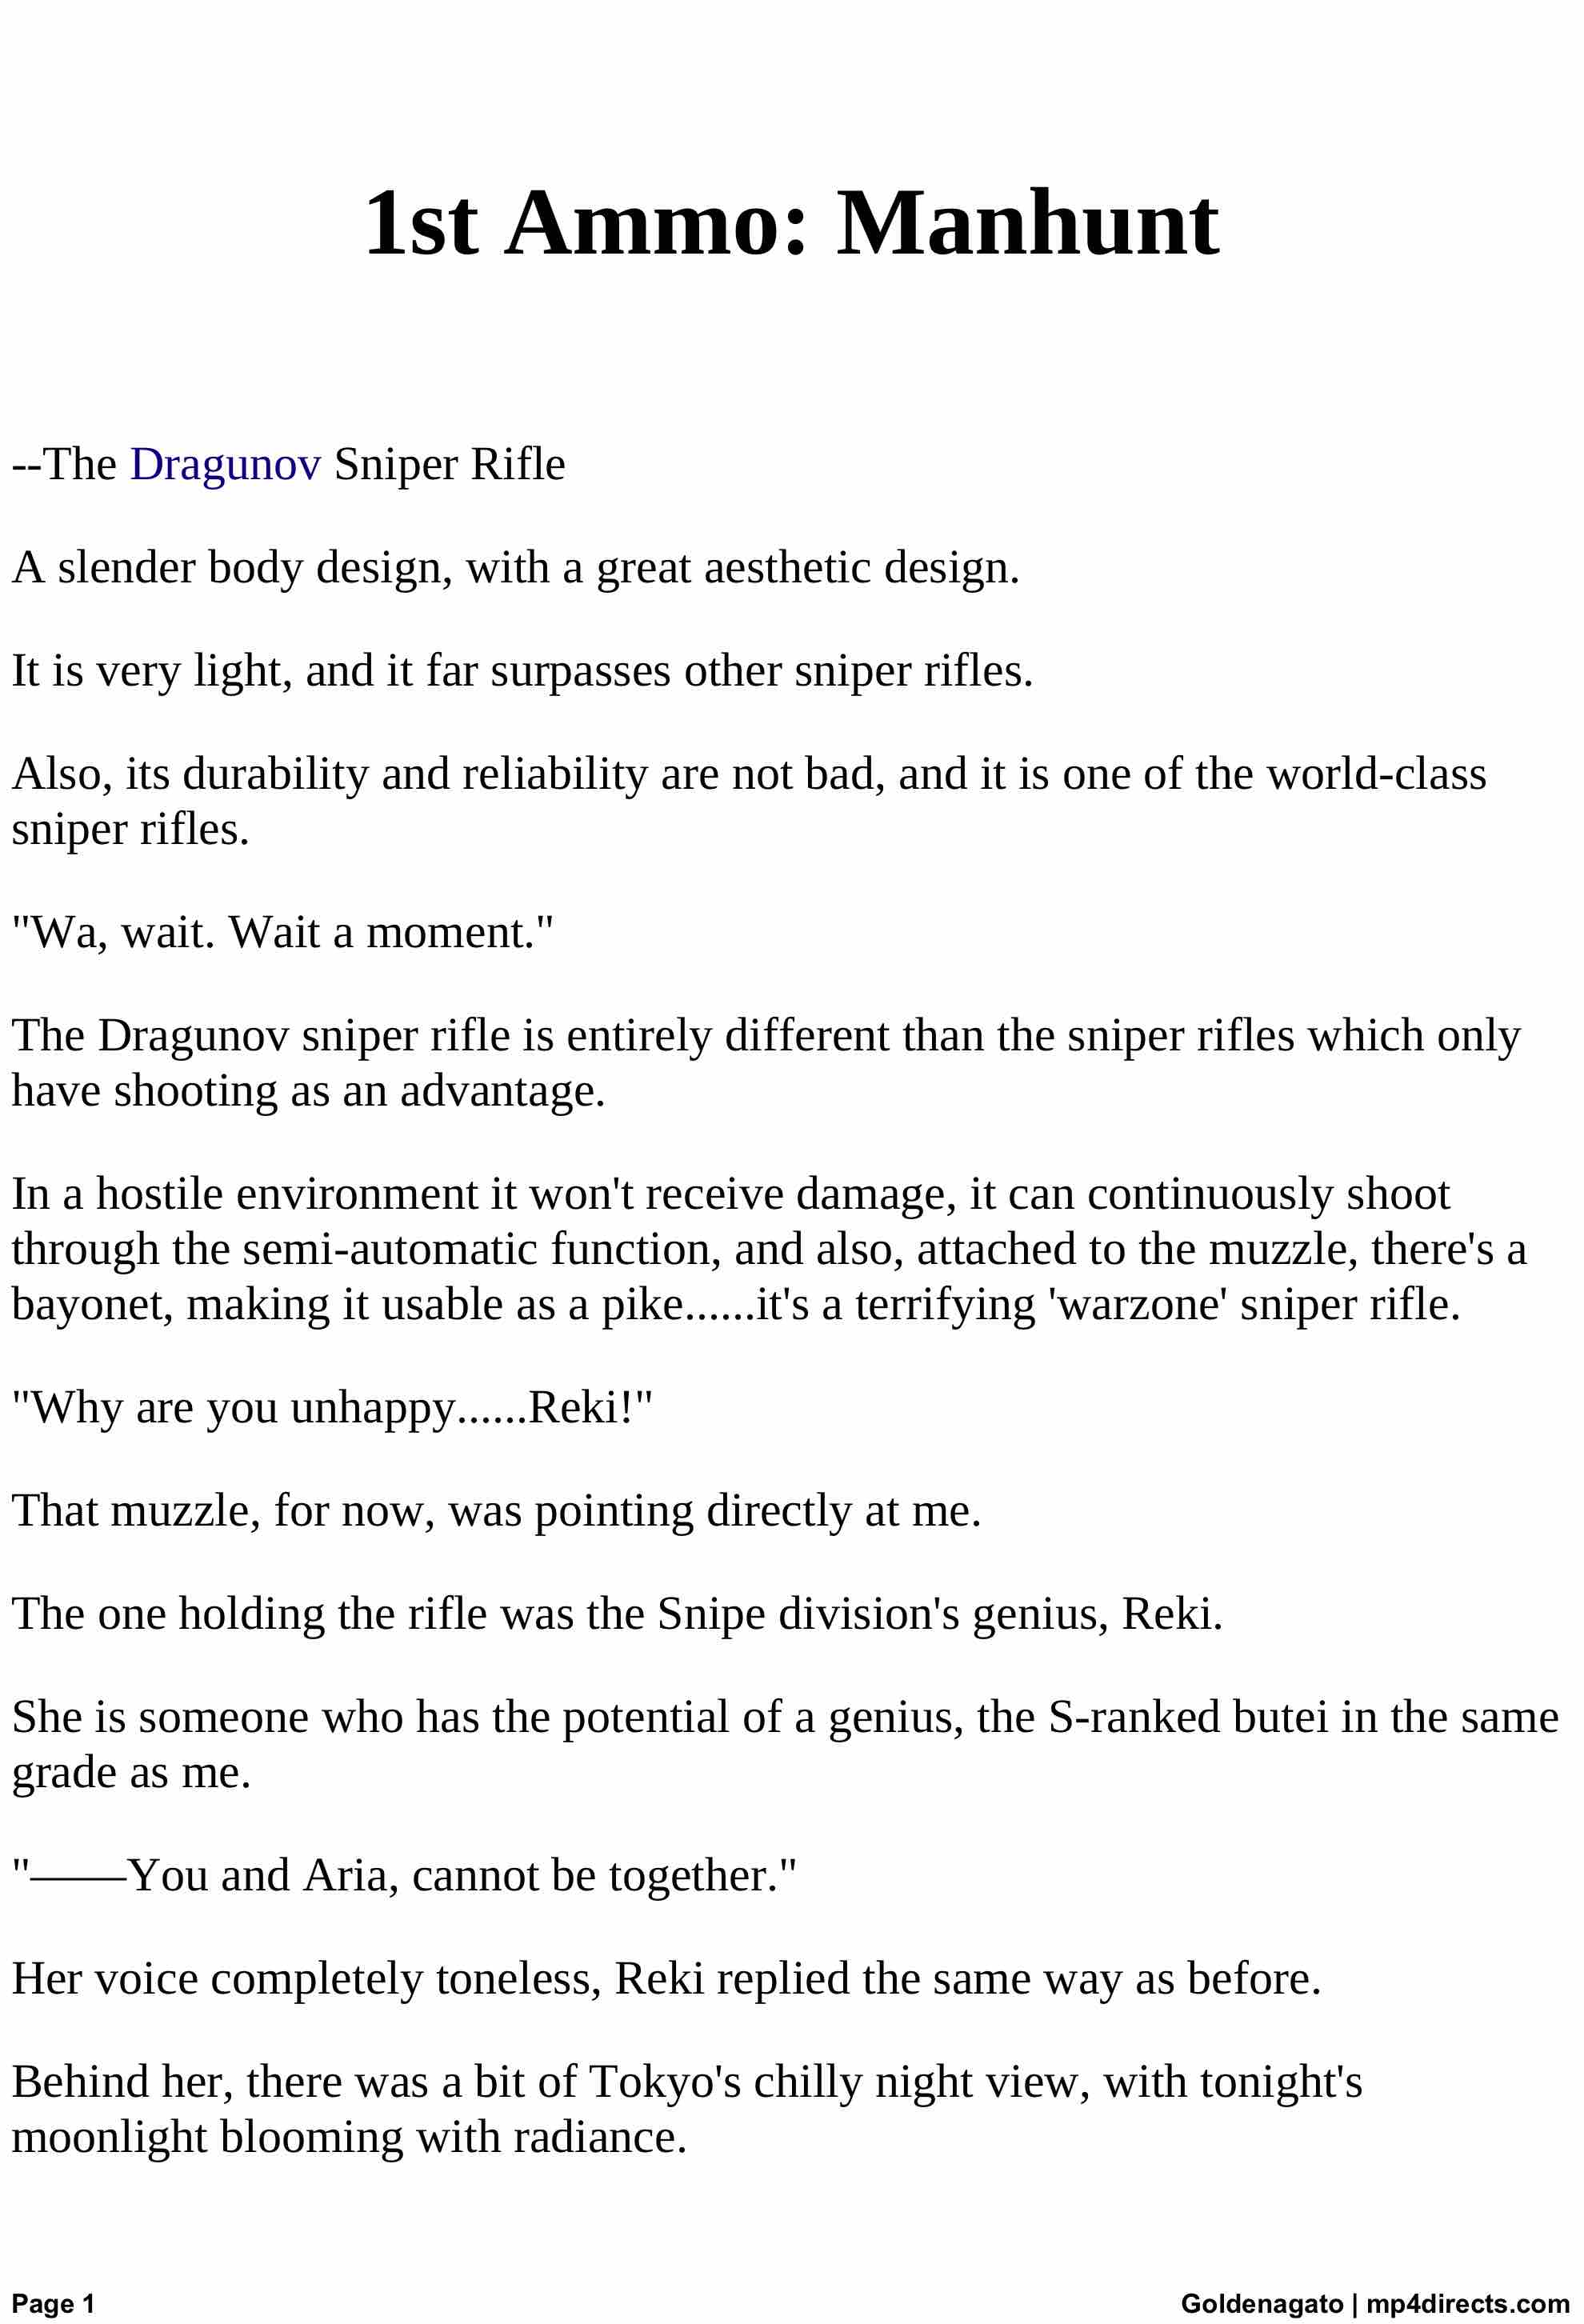 1st Ammo: Manhunt
--The Dragunov Sniper Rifle
A slender body design, with a great aesthetic design.
It is very light, and it far surpasses other sniper rifles.
Also, its durability and reliability are not bad, and it is one of the world-class
sniper rifles.
"Wa, wait. Wait a moment."
The Dragunov sniper rifle is entirely different than the sniper rifles which only
have shooting as an advantage.
In a hostile environment it won't receive damage, it can continuously shoot
through the semi-automatic function, and also, attached to the muzzle, there's a
bayonet, making it usable as a pike......it's a terrifying 'warzone' sniper rifle.
"Why are you unhappy......Reki!"
That muzzle, for now, was pointing directly at me.
The one holding the rifle was the Snipe division's genius, Reki.
She is someone who has the potential of a genius, the S-ranked butei in the same
grade as me.
"——You and Aria, cannot be together."
Her voice completely toneless, Reki replied the same way as before.
Behind her, there was a bit of Tokyo's chilly night view, with tonight's
moonlight blooming with radiance.
Page 1
Goldenagato | mp4directs.com